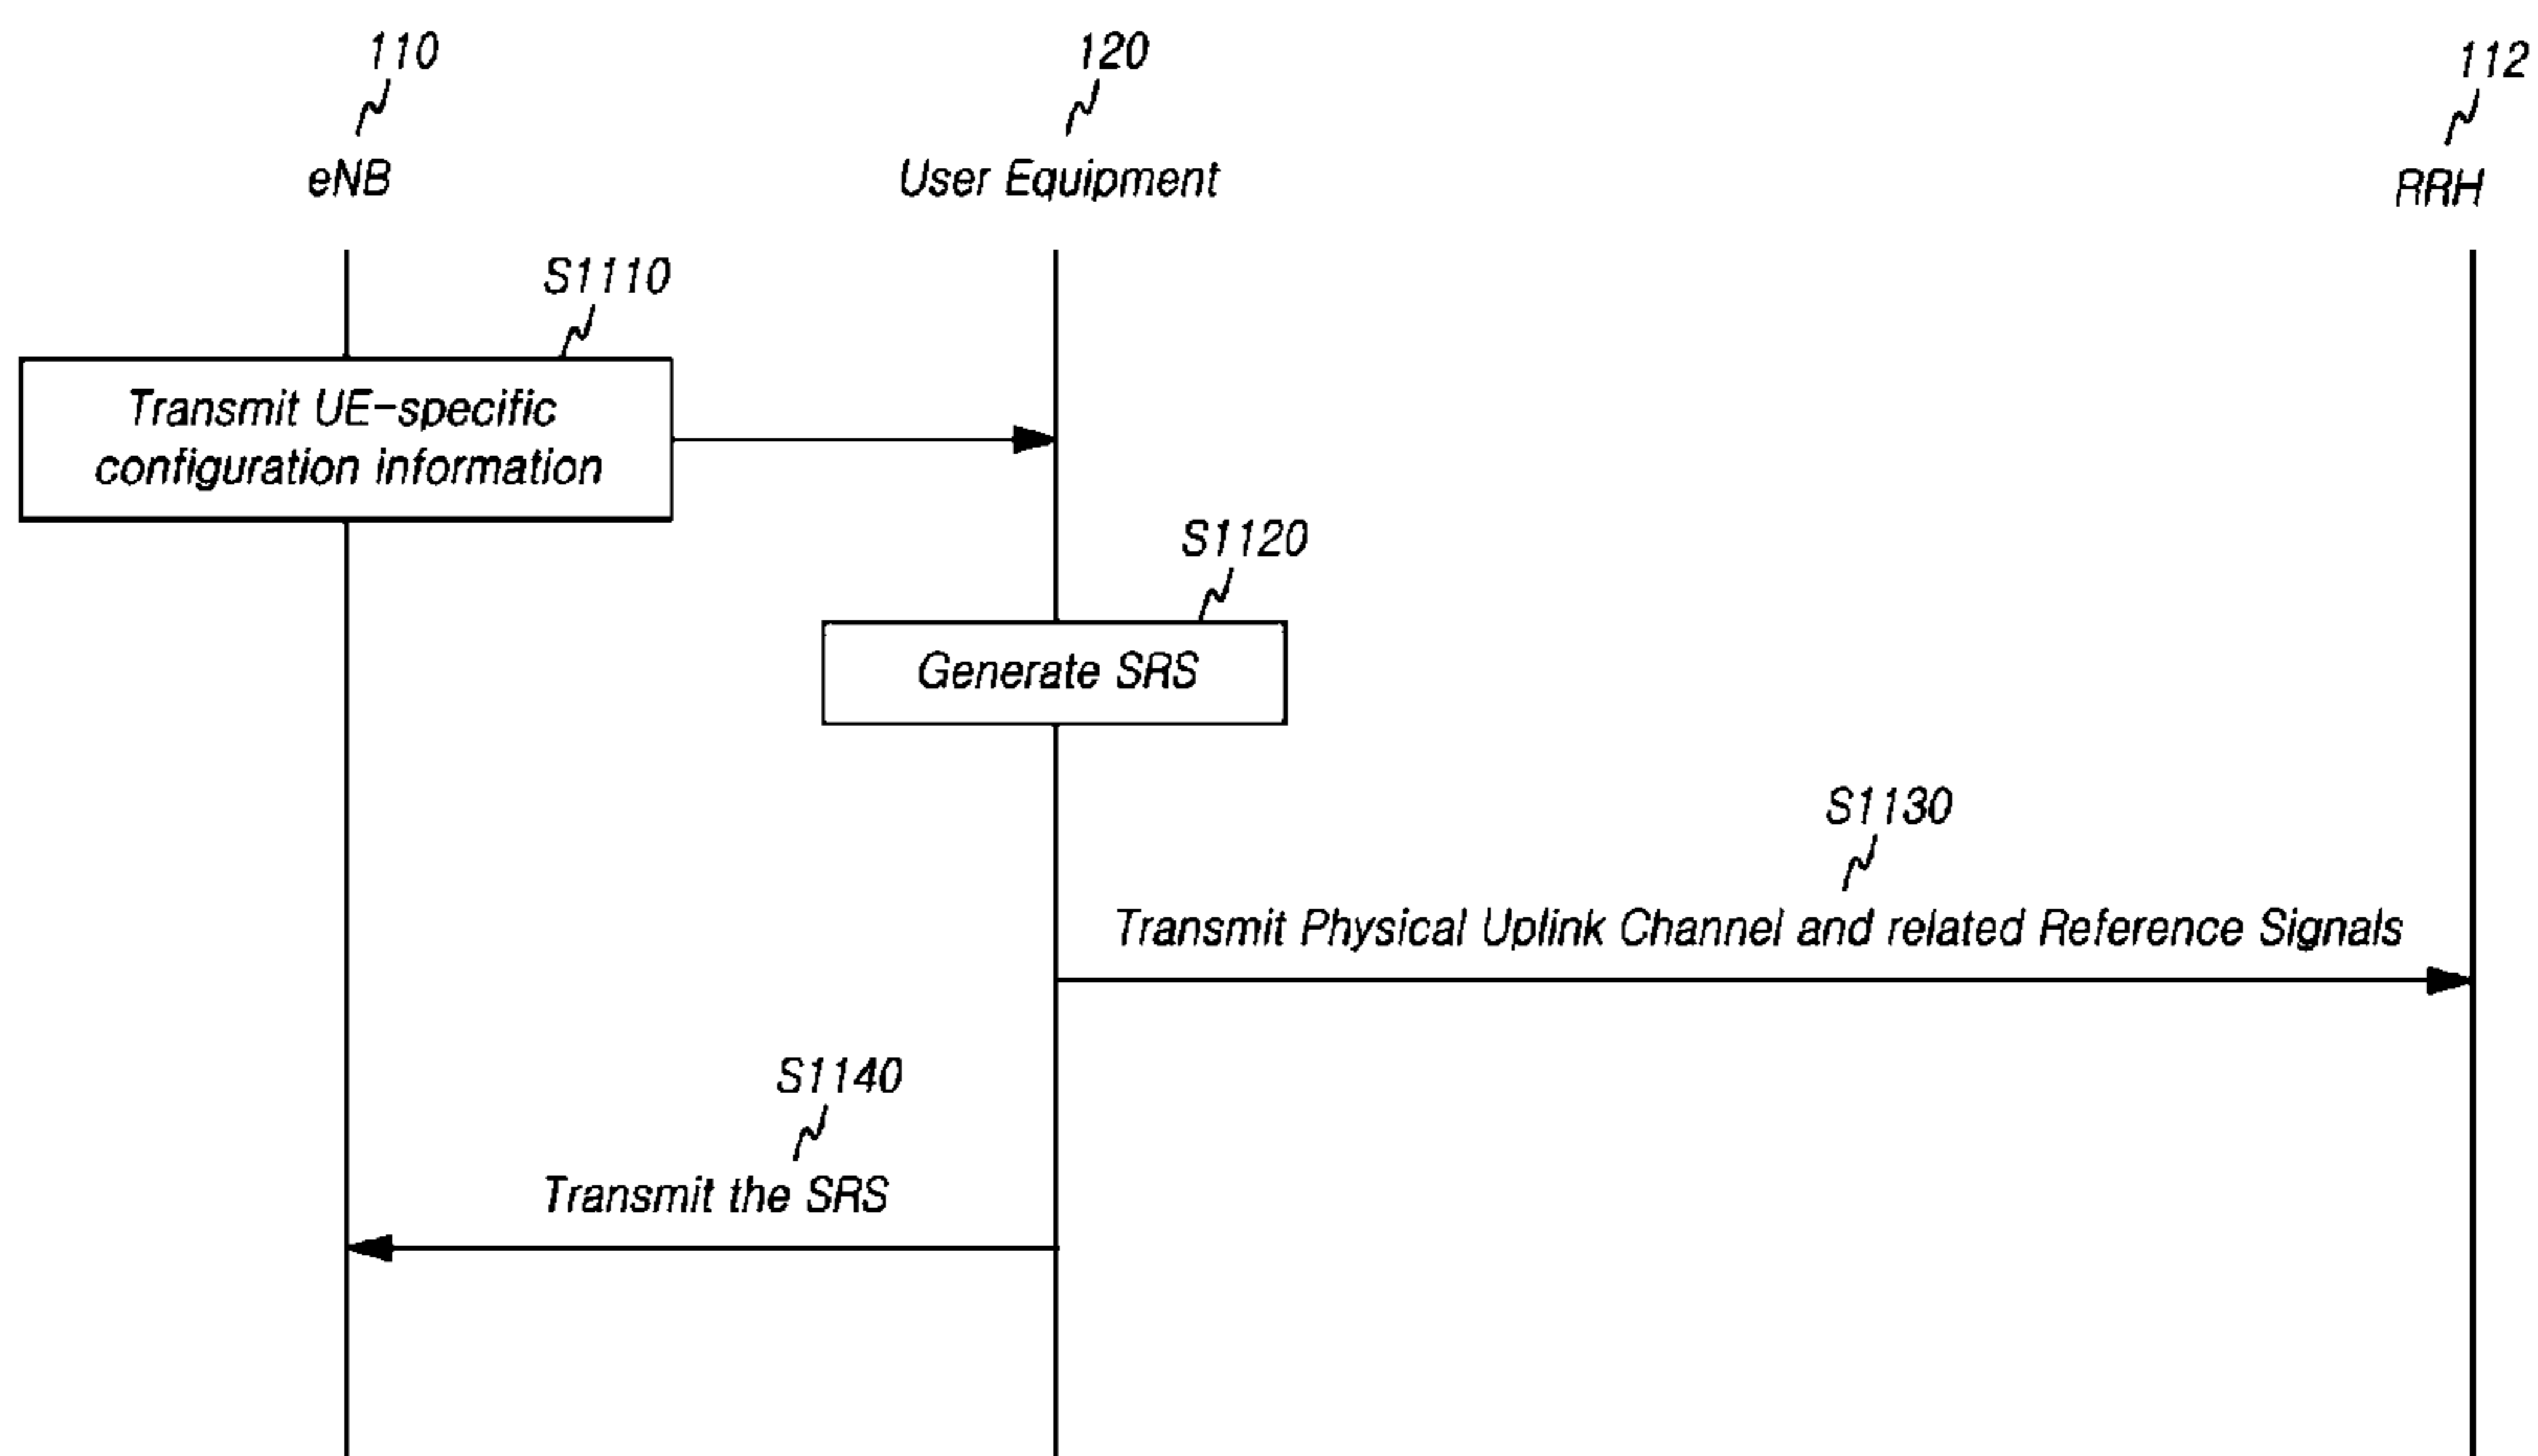 110
120
112
eNB
User Equipment
RRH
S1110
Transmit UE-specific
configuration information
S1120
Generate SRS
S1130
Transmit Physical Uplink Channel and related Reference Signals
S1140
Transmit the SRS